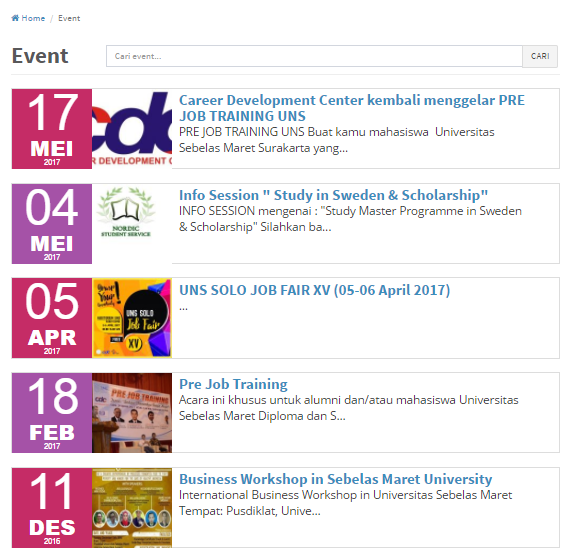 Home / Event
Event
Cari event...
CARI
17
MEI
2017
cdc
R DEVELOPMENT C
Career Development Center kembali menggelar PRE
JOB TRAINING UNS
PRE JOB TRAINING UNS Buat kamu mahasiswa  Universitas
Sebelas Maret Surakarta yang...
04
MEI
2017
NORDIC
STUDENT SERVICE
Info Session " Study in Sweden & Scholarship"
INFO SESSION mengenai : "Study Master Programme in Sweden
& Scholarship" Silahkan ba...
05
APR
2017
UNS SOLO
Job Fair
XV
UNS SOLO JOB FAIR XV (05-06 April 2017)
...
18
FEB
2017
PRE JOB TRAINING
Pre Job Training
Acara ini khusus untuk alumni dan/atau mahasiswa Universitas
Sebelas Maret Diploma dan S...
11
DES
2016
Business Workshop in Sebelas Maret University
International Business Workshop in Universitas Sebelas Maret
Tempat: Pusdiklat, Unive...